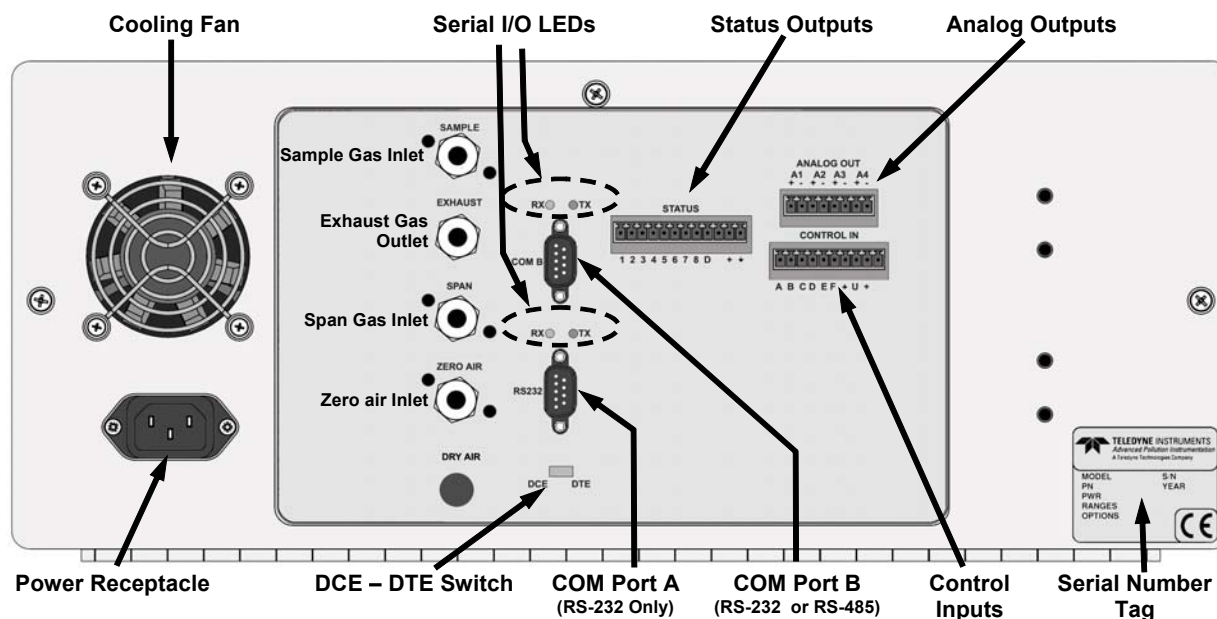 Cooling Fan
Serial I/O LEDs
Status Outputs
Analog Outputs
SAMPLE
Sample Gas Inlet
EXHAUST
Exhaust Gas
Outlet
SPAN
Span Gas Inlet
ZERO AIR
Zero air Inlet
DRY AIR
RX TX
COM B
RX TX
RS232
DCE DTE
STATUS
1 2 3 4 5 6 7 8 D + +
ANALOG OUT
A1 A2 A3 A4
+ - + - + - + -
CONTROL IN
A B C D E F + U +
TELEDYNE INSTRUMENTS
Advanced Pollution Instrumentation
A Teledyne Technologies Company
MODEL S/N
PN YEAR
PWR
RANGES
OPTIONS
CE
Power Receptacle
DCE – DTE Switch
COM Port A
(RS-232 Only)
COM Port B
(RS-232 or RS-485)
Control
Inputs
Serial Number
Tag